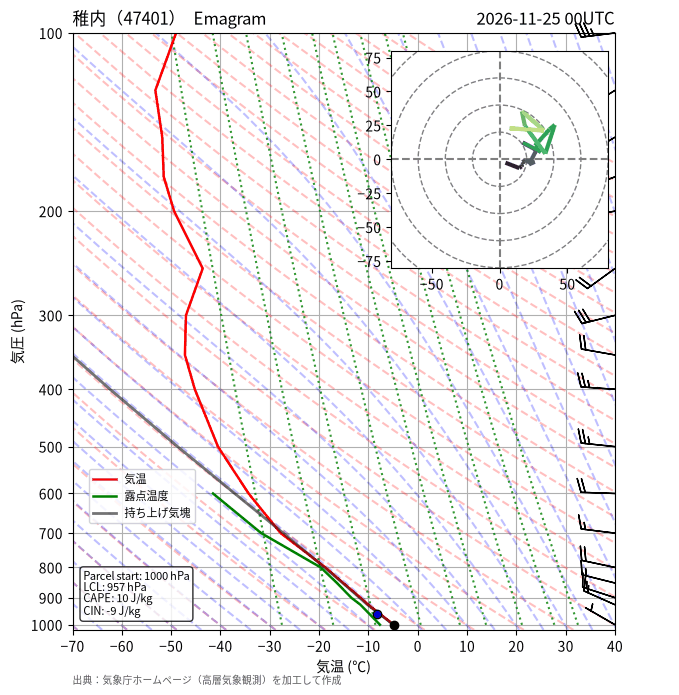 稚内（47401） Emagram
2026-11-25 00UTC
100
200
300
400
500
600
700
800
900
1000
気圧 (hPa)
75
50
25
0
−25
−50
−75
−50
0
50
気温
露点温度
持ち上げ気塊
Parcel start: 1000 hPa
LCL: 957 hPa
CAPE: 10 J/kg
CIN: -9 J/kg
−70
−60
−50
−40
−30
−20
−10
0
10
20
30
40
気温 (℃)
出典：気象庁ホームページ（高層気象観測）を加工して作成